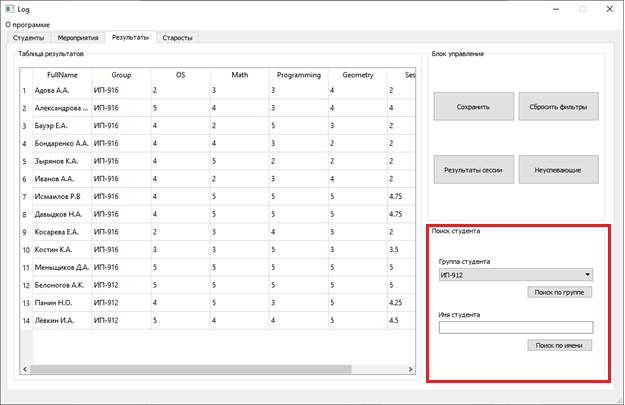 Log
О программе
Студенты Мероприятия Результаты Старосты
Таблица результатов
FullName Group OS Math Programming Geometry Ses
1 Адова А.А. ИП-916 2 3 3 4 2
2 Александрова ... ИП-916 5 4 3 4 4
3 Бауэр Е.А. ИП-916 4 2 5 3 2
4 Бондаренко А.А. ИП-916 4 4 3 2 2
5 Зырянов К.А. ИП-916 4 5 2 2 2
6 Иванов А.А. ИП-916 4 2 3 4 2
7 Исмаилов Р.В ИП-916 4 5 5 5 4.75
8 Давыдков Н.А. ИП-916 4 5 5 5 4.75
9 Косарева Е.А. ИП-916 2 3 4 5 2
10 Костин К.А. ИП-916 3 3 5 3 3.5
11 Меньщиков Д.А. ИП-916 5 5 5 5 5
12 Белоногов А.К. ИП-912 5 5 5 5 5
13 Панин Н.О. ИП-912 4 5 3 5 4.25
14 Лёвкин И.А. ИП-912 5 4 4 5 4.5
Блок управления
Сохранить Сбросить фильтры
Результаты сессии Неуспевающие
Поиск студента
Группа студента
ИП-912
Поиск по группе
Имя студента
Поиск по имени